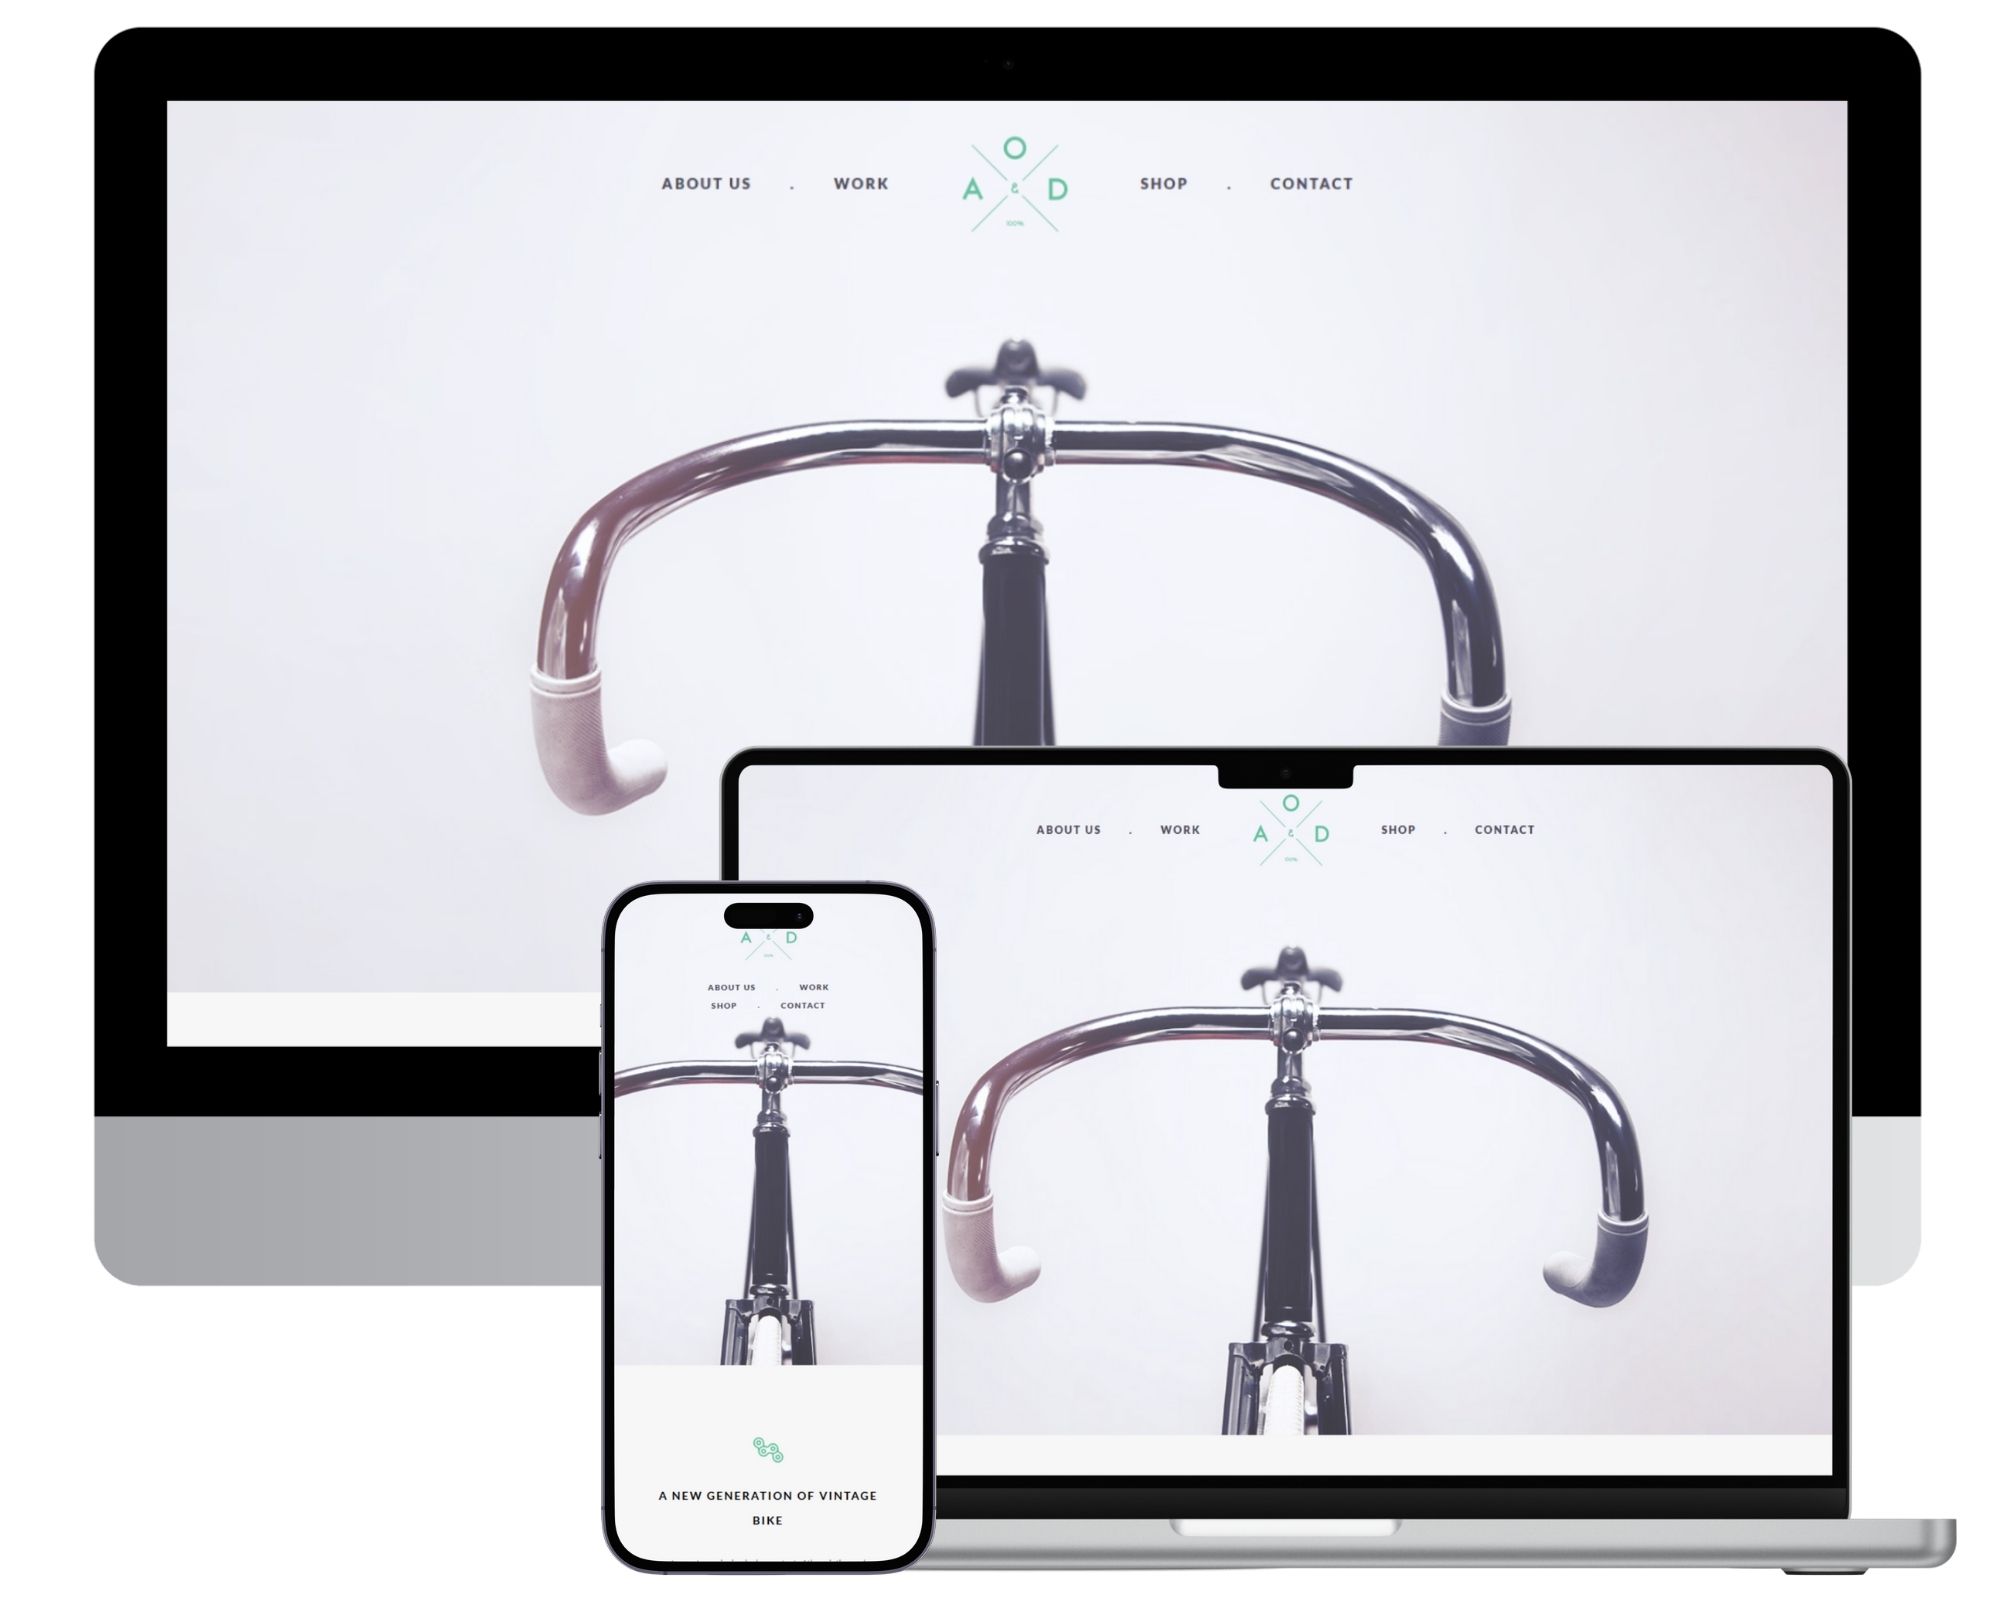 O
ABOUT US . WORK A & D SHOP . CONTACT
100%
O
ABOUT US . WORK A & D SHOP . CONTACT
100%
A & D
100%
ABOUT US . WORK
SHOP . CONTACT
A NEW GENERATION OF VINTAGE
BIKE